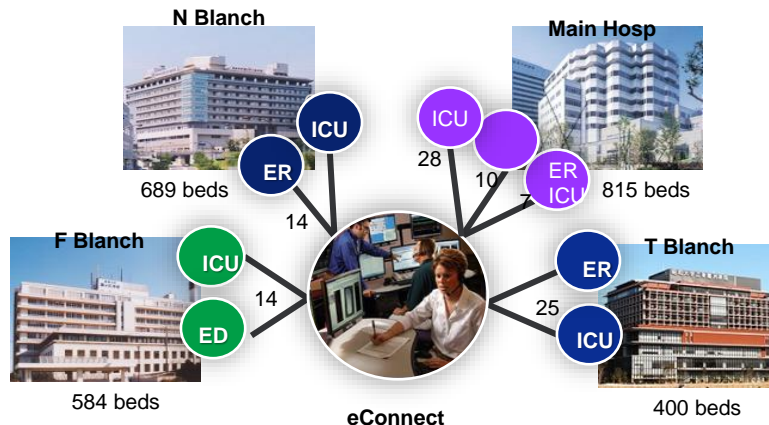 N Blanch
Main Hosp
ICU
ER
689 beds
14
ICU
28
10
ER
7 ICU
815 beds
F Blanch
ICU
14
ED
584 beds
T Blanch
ER
25
ICU
400 beds
eConnect